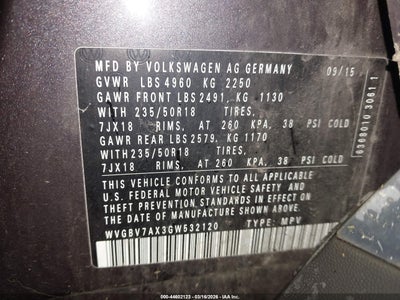 MFD BY VOLKSWAGEN AG GERMANY 09/15
GVWR LBS 4960 KG 2250
GAWR FRONT LBS 2491, KG 1130
WITH 235/50R18 TIRES,
7JX18 RIMS, AT 260 KPA, 38 PSI COLD
GAWR REAR LBS 2579, KG 1170
WITH 235/50R18 TIRES,
7JX18 RIMS, AT 260 KPA, 38 PSI COLD
THIS VEHICLE CONFORMS TO ALL APPLICABLE
U.S. FEDERAL MOTOR VEHICLE SAFETY AND
THEFT PREVENTION STANDARDS IN EFFECT ON
THE DATE OF MANUFACTURE SHOWN ABOVE.
WVGBV7AX3GW532120 TYPE: MPV
000-44602123 - 03/16/2026 - © IAA, Inc.